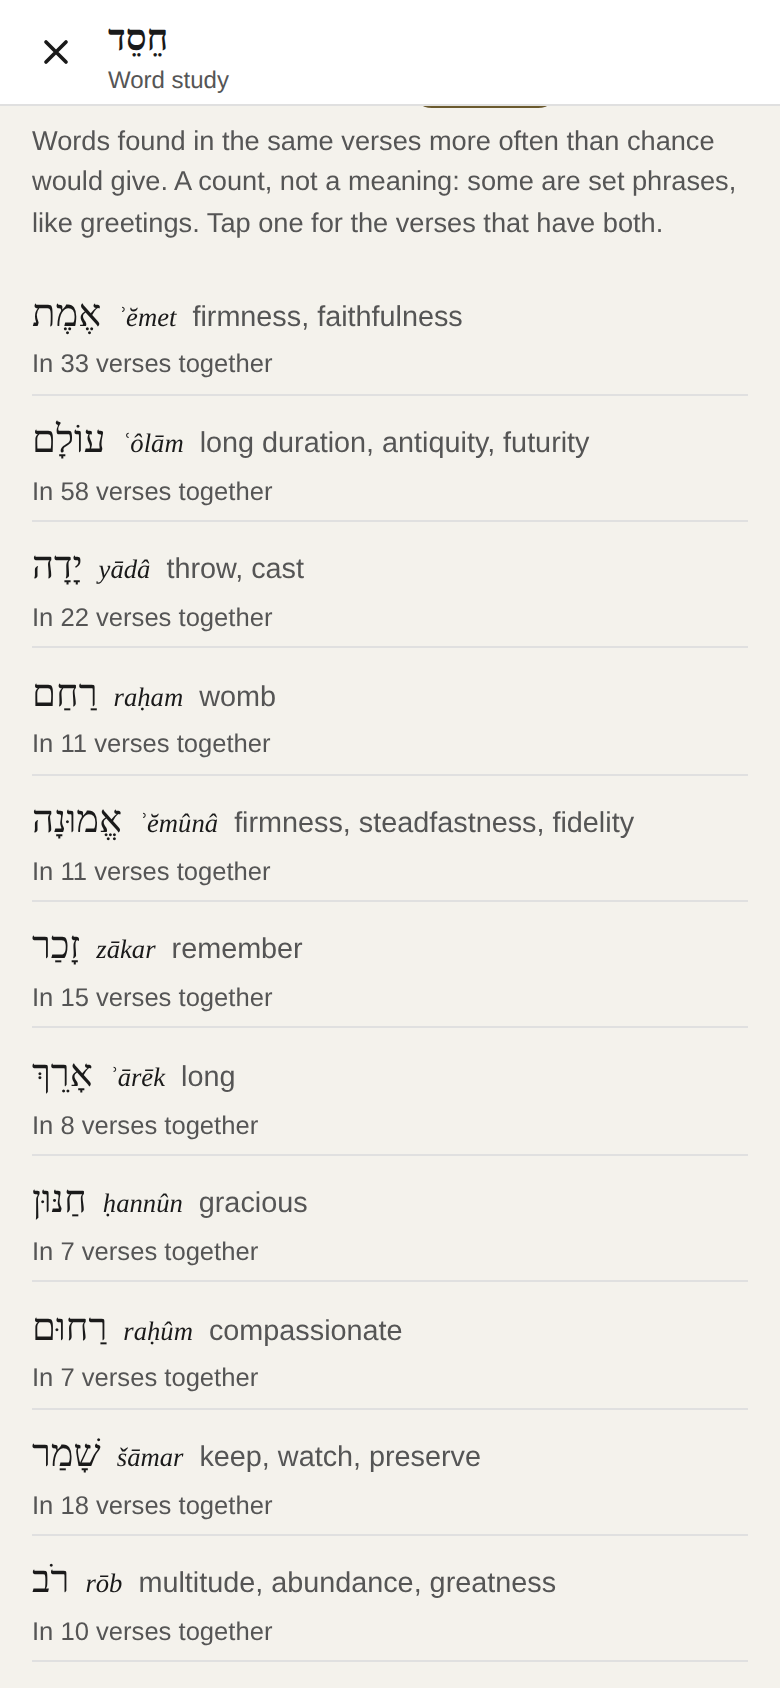 חֵסֵד
Word study
Words found in the same verses more often than chance
would give. A count, not a meaning: some are set phrases,
like greetings. Tap one for the verses that have both.
אֱמֶת ʾĕmet firmness, faithfulness
In 33 verses together
עוֹלָם ʿôlām long duration, antiquity, futurity
In 58 verses together
יָדָה yādâ throw, cast
In 22 verses together
רַחַם raḥam womb
In 11 verses together
אֱמוּנָה ʾĕmûnâ firmness, steadfastness, fidelity
In 11 verses together
זָכַר zākar remember
In 15 verses together
אָרֵךְ ʾārēk long
In 8 verses together
חַנּוּן ḥannûn gracious
In 7 verses together
רַחוּם raḥûm compassionate
In 7 verses together
שָׁמַר šāmar keep, watch, preserve
In 18 verses together
רֹב rōb multitude, abundance, greatness
In 10 verses together